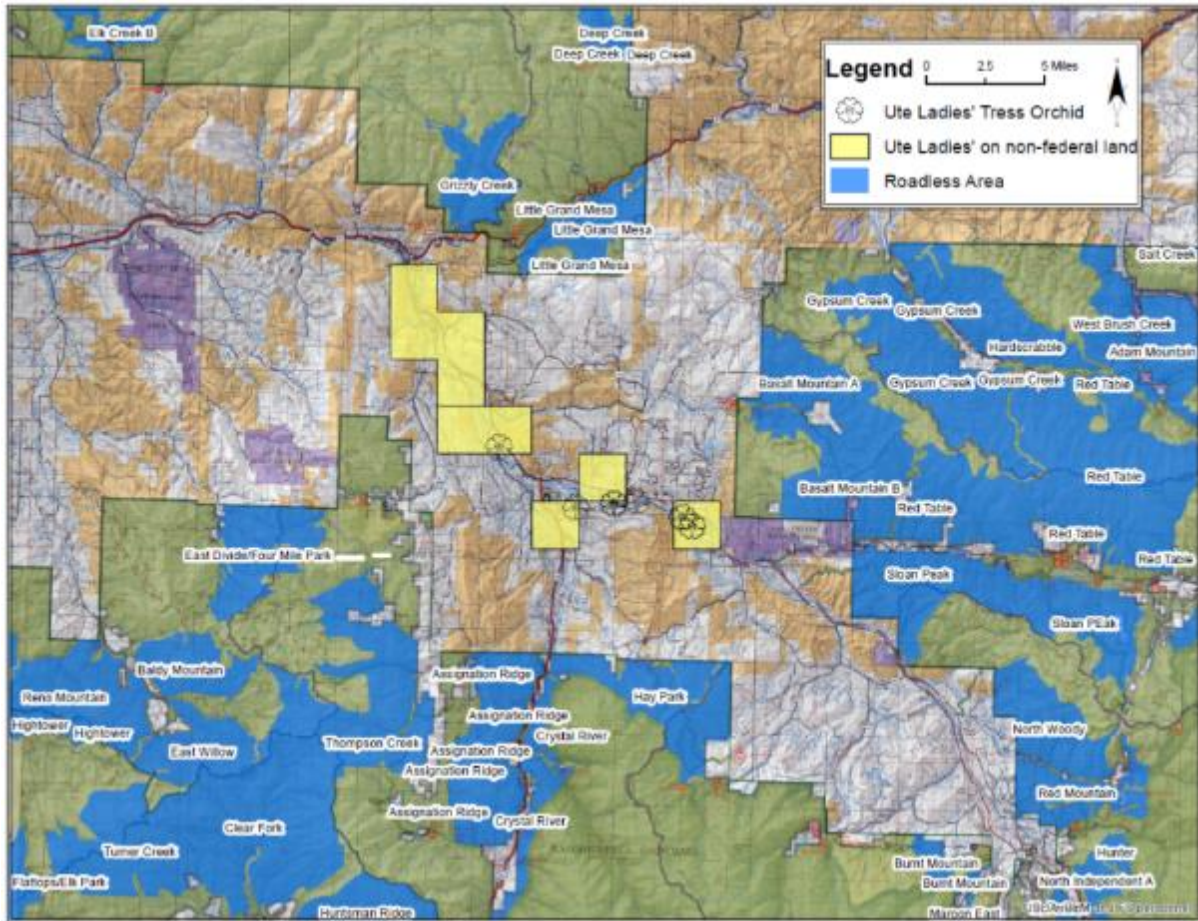 Elk Creek B
Deep Creek
Deep Creek
Deep Creek
Legend
0 2.5 5 Miles
Ute Ladies' Tress Orchid
Ute Ladies' on non-federal land
Roadless Area
Grizzly Creek
Little Grand Mesa
Little Grand Mesa
Little Grand Mesa
Salt Creek
Gypsum Creek
Gypsum Creek
West Brush Creek
Hardscrabble
Adam Mountain
Basalt Mountain A
Gypsum Creek
Gypsum Creek
Red Table
Red Table
Basalt Mountain B
Red Table
Red Table
Red Table
East Divide/Four Mile Park
Sloan Peak
Sloan PEak
Baldy Mountain
Assignation Ridge
Hay Park
Reno Mountain
Hightower
Hightower
Assignation Ridge
North Woody
East Willow
Thompson Creek
Crystal River
Assignation Ridge
Assignation Ridge
Red Mountain
Assignation Ridge
Crystal River
Clear Fork
Turner Creek
Hunter
Burnt Mountain
Burnt Mountain
North Independent A
Flattops/Elk Park
Huntsman Ridge
Maroon East